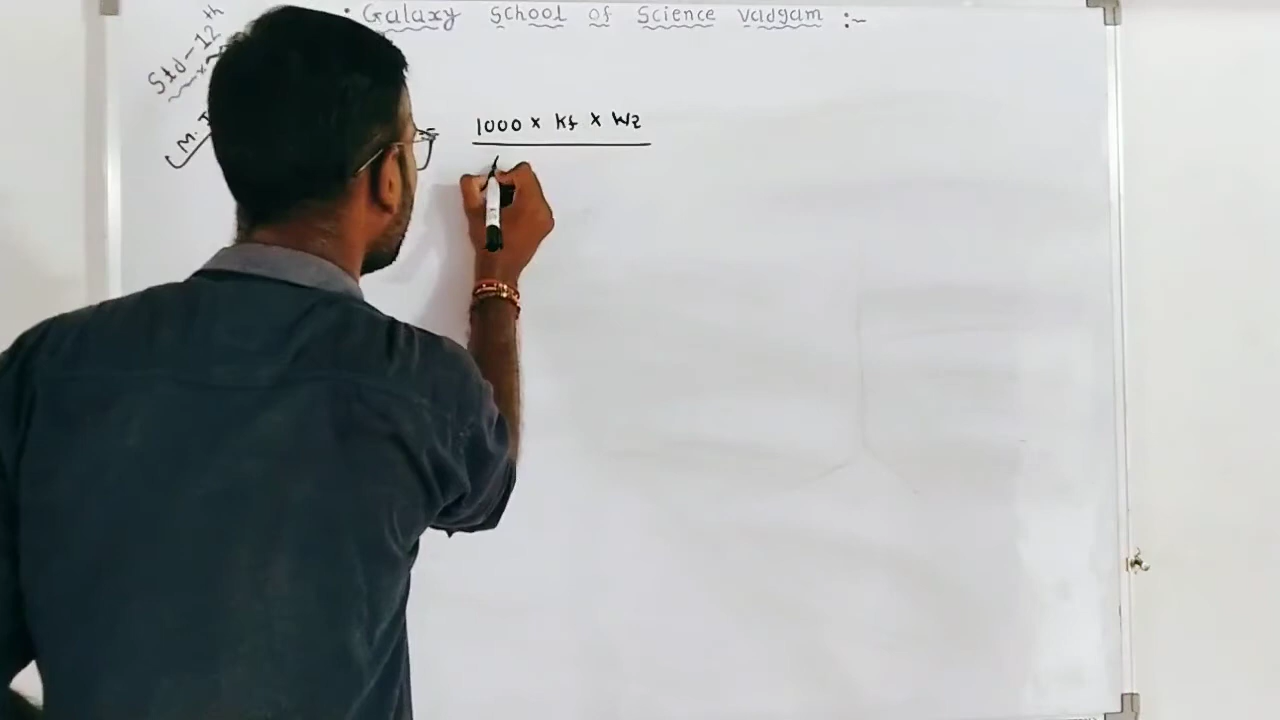 • Galaxy School of Science Vadgam :-
Std-12th
M.
1000 × Kf × W2